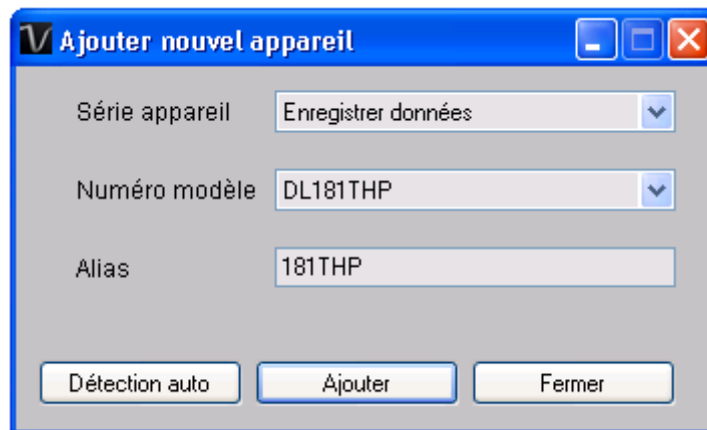 Ajouter nouvel appareil
Série appareil Enregistrer données
Numéro modèle DL181THP
Alias 181THP
Détection auto Ajouter Fermer